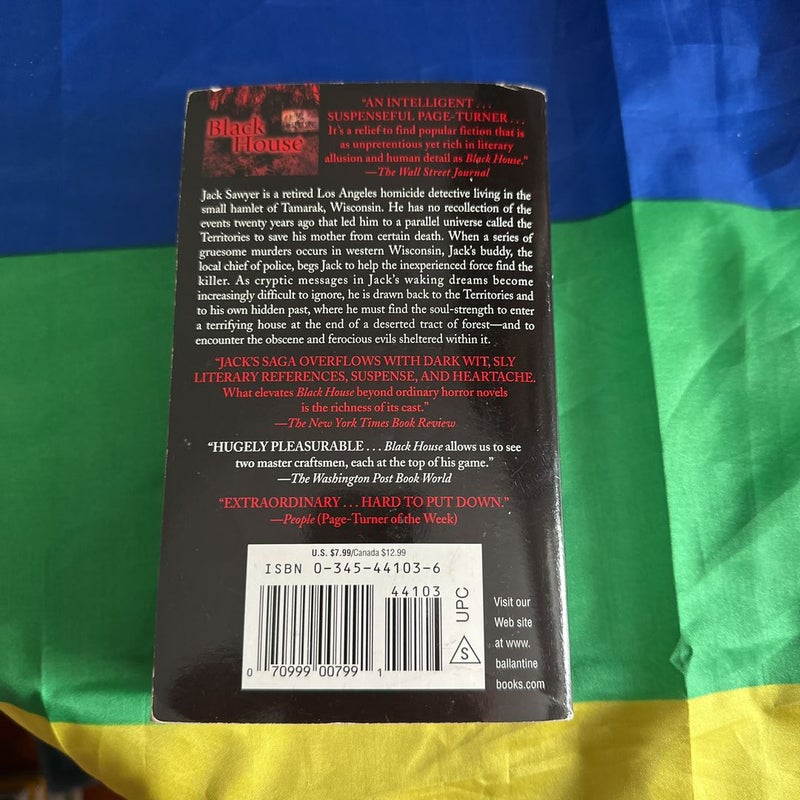 Black
House
“AN INTELLIGENT . . .
SUSPENSEFUL PAGE-TURNER . . .
It’s a relief to find popular fiction that is
as unpretentious yet rich in literary
allusion and human detail as Black House.”
—The Wall Street Journal
Jack Sawyer is a retired Los Angeles homicide detective living in the
small hamlet of Tamarak, Wisconsin. He has no recollection of the
events twenty years ago that led him to a parallel universe called the
Territories to save his mother from certain death. When a series of
gruesome murders occurs in western Wisconsin, Jack’s buddy, the
local chief of police, begs Jack to help the inexperienced force find the
killer. As cryptic messages in Jack’s waking dreams become
increasingly difficult to ignore, he is drawn back to the Territories and
to his own hidden past, where he must find the soul-strength to enter
a terrifying house at the end of a deserted tract of forest—and to
encounter the obscene and ferocious evils sheltered within it.
“JACK’S SAGA OVERFLOWS WITH DARK WIT, SLY
LITERARY REFERENCES, SUSPENSE, AND HEARTACHE.
What elevates Black House beyond ordinary horror novels
is the richness of its cast.”
—The New York Times Book Review
“HUGELY PLEASURABLE . . . Black House allows us to see
two master craftsmen, each at the top of his game.”
—The Washington Post Book World
“EXTRAORDINARY . . . HARD TO PUT DOWN.”
—People (Page-Turner of the Week)
U.S. $7.99/Canada $12.99
ISBN 0-345-44103-6
44103
0 70999 00799 1
UPC
S
Visit our
Web site
at www.
ballantine
books.com